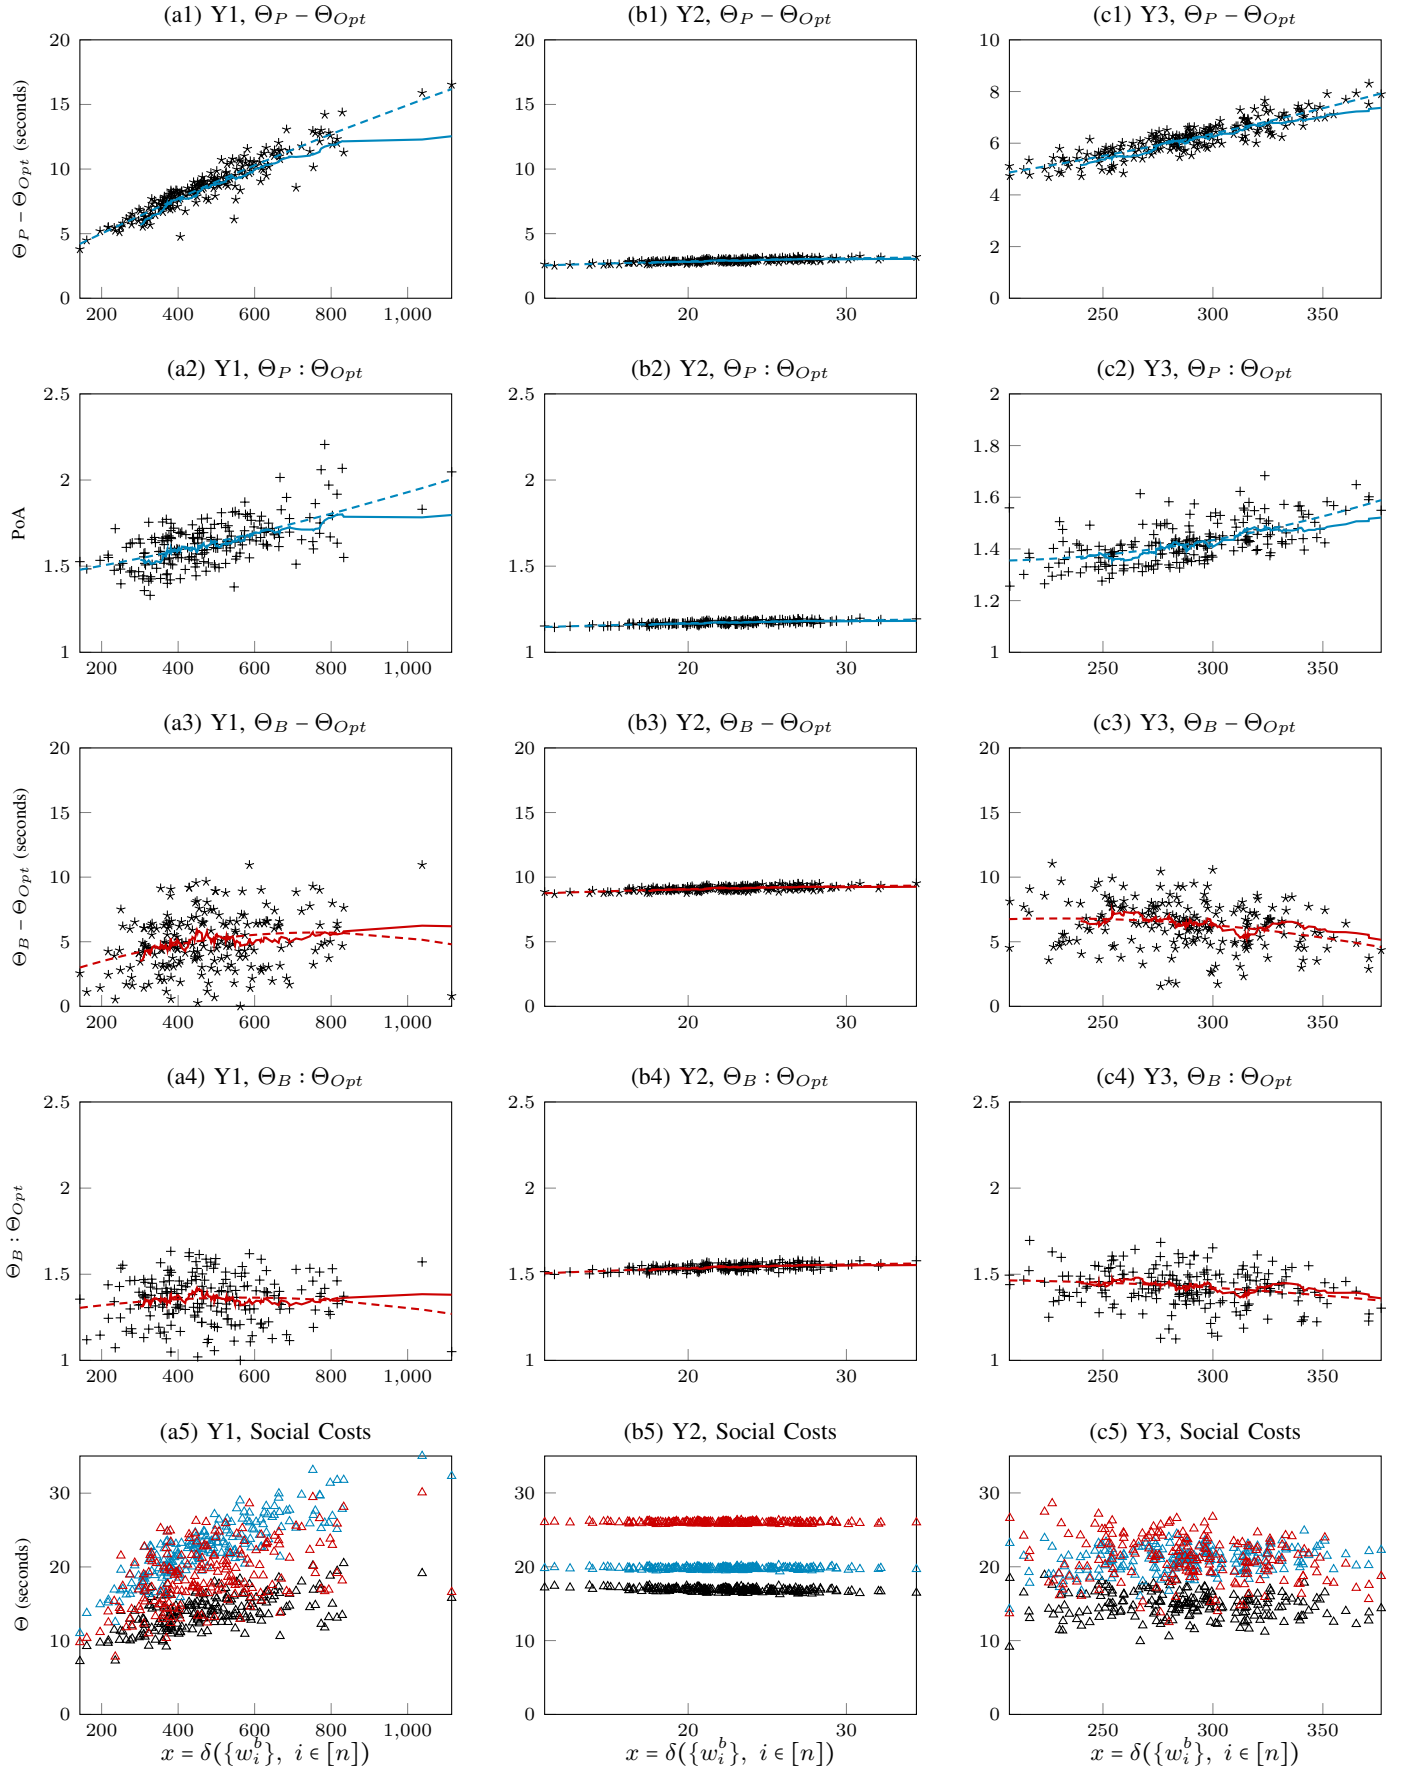 (a1) Y1, Θ_P − Θ_Opt
(b1) Y2, Θ_P − Θ_Opt
(c1) Y3, Θ_P − Θ_Opt
Θ_P − Θ_Opt (seconds)
20
15
10
5
0
200 400 600 800 1,000
20
15
10
5
0
20 30
10
8
6
4
2
0
250 300 350
(a2) Y1, Θ_P : Θ_Opt
(b2) Y2, Θ_P : Θ_Opt
(c2) Y3, Θ_P : Θ_Opt
PoA
2.5
2
1.5
1
200 400 600 800 1,000
2.5
2
1.5
1
20 30
2
1.8
1.6
1.4
1.2
1
250 300 350
(a3) Y1, Θ_B − Θ_Opt
(b3) Y2, Θ_B − Θ_Opt
(c3) Y3, Θ_B − Θ_Opt
Θ_B − Θ_Opt (seconds)
20
15
10
5
0
200 400 600 800 1,000
20
15
10
5
0
20 30
20
15
10
5
0
250 300 350
(a4) Y1, Θ_B : Θ_Opt
(b4) Y2, Θ_B : Θ_Opt
(c4) Y3, Θ_B : Θ_Opt
Θ_B : Θ_Opt
2.5
2
1.5
1
200 400 600 800 1,000
2.5
2
1.5
1
20 30
2.5
2
1.5
1
250 300 350
(a5) Y1, Social Costs
(b5) Y2, Social Costs
(c5) Y3, Social Costs
Θ (seconds)
30
20
10
0
200 400 600 800 1,000
x = δ({w_i^b}, i ∈ [n])
30
20
10
0
20 30
x = δ({w_i^b}, i ∈ [n])
30
20
10
0
250 300 350
x = δ({w_i^b}, i ∈ [n])